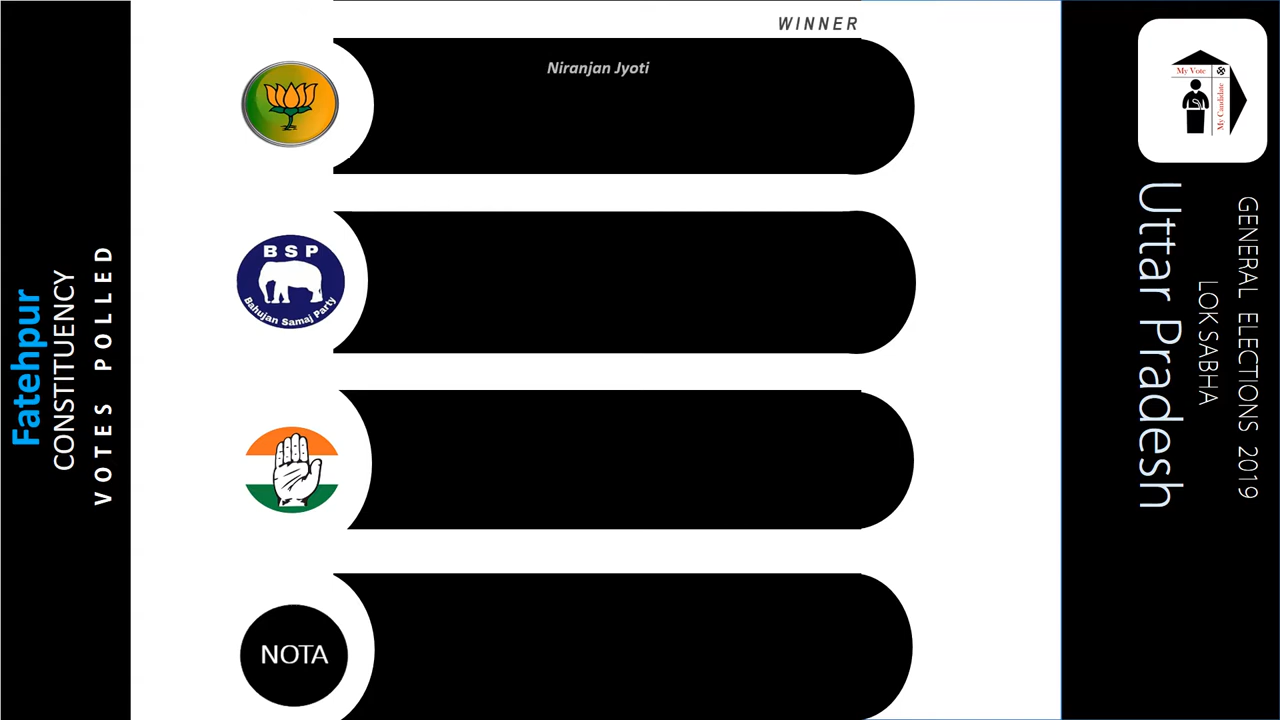 Fatehpur
CONSTITUENCY
VOTES POLLED
WINNER
Niranjan Jyoti
BSP
Bahujan Samaj Party
NOTA
My Vote
My Candidate
GENERAL ELECTIONS 2019
LOK SABHA
Uttar Pradesh